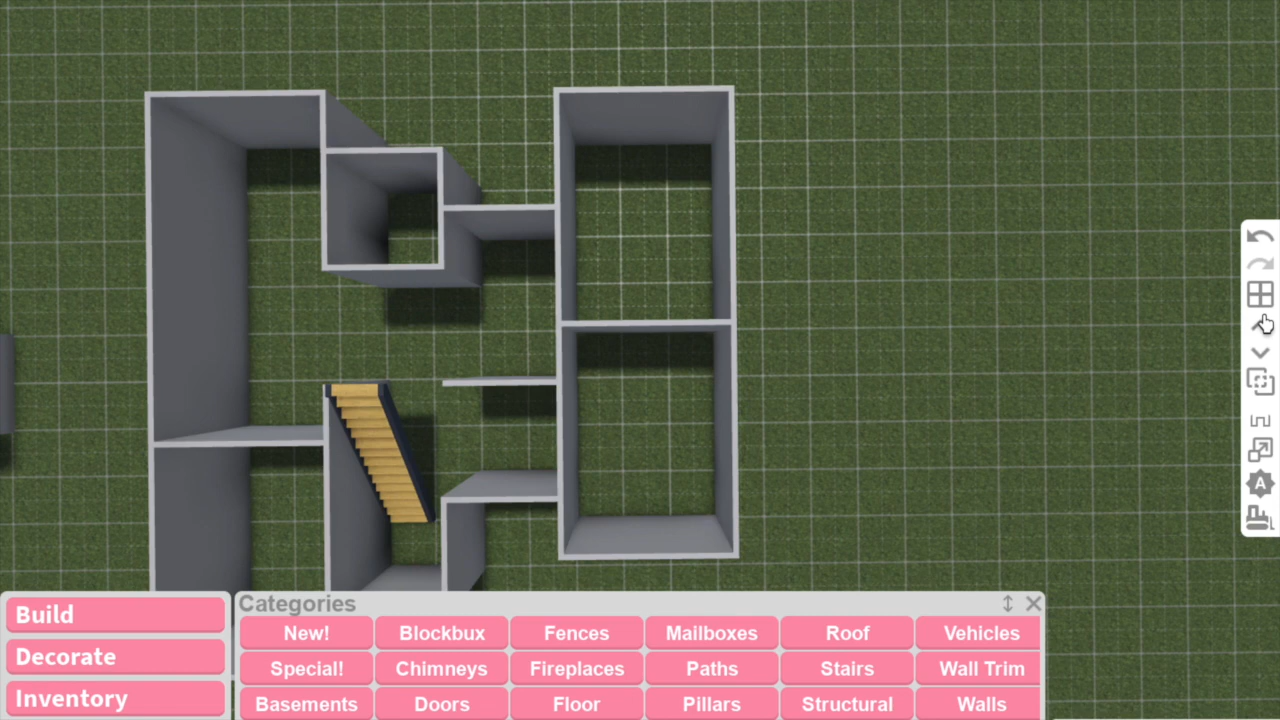 Build
Decorate
Inventory
Categories
New! Blockbux Fences Mailboxes Roof Vehicles
Special! Chimneys Fireplaces Paths Stairs Wall Trim
Basements Doors Floor Pillars Structural Walls
A